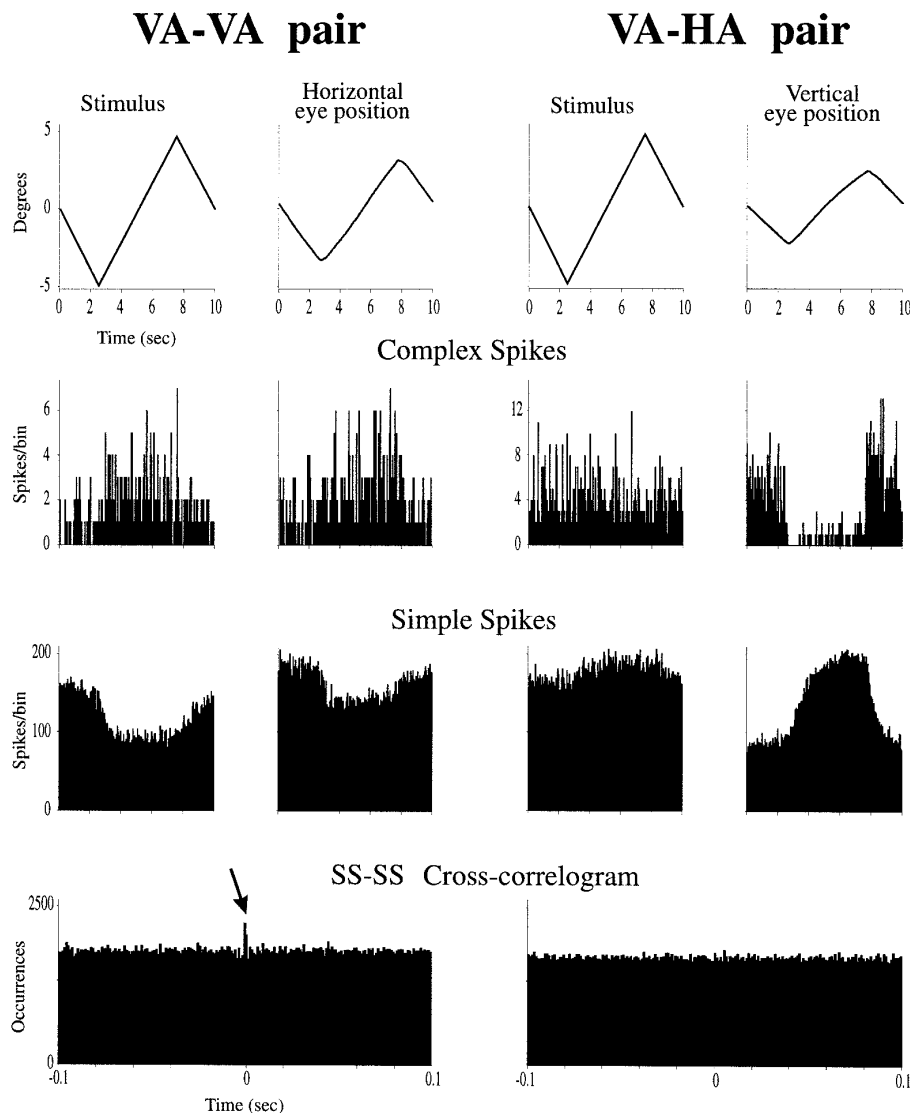 VA-VA pair
VA-HA pair
Stimulus
Horizontal
eye position
Stimulus
Vertical
eye position
Degrees
5
0
-5
0 2 4 6 8 10
0 2 4 6 8 10
0 2 4 6 8 10
0 2 4 6 8 10
Time (sec)
Complex Spikes
Spikes/bin
6
4
2
0
12
8
4
0
Simple Spikes
Spikes/bin
200
100
0
SS-SS Cross-correlogram
Occurrences
2500
0
-0.1 0 0.1
-0.1 0 0.1
Time (sec)